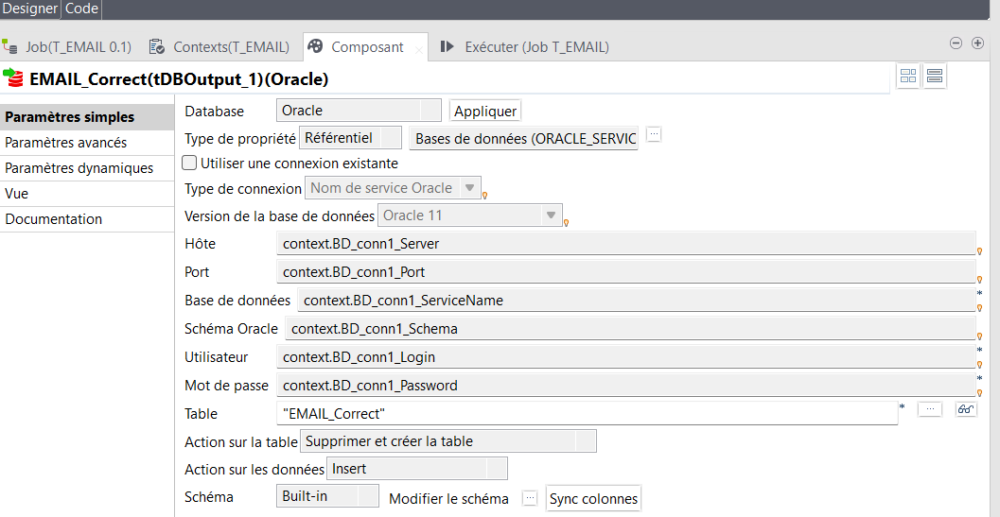 Designer Code
Job(T_EMAIL 0.1) Contexts(T_EMAIL) Composant Exécuter (Job T_EMAIL)
EMAIL_Correct(tDBOutput_1)(Oracle)
Paramètres simples
Paramètres avancés
Paramètres dynamiques
Vue
Documentation
Database Oracle Appliquer
Type de propriété Référentiel Bases de données (ORACLE_SERVIC ...
Utiliser une connexion existante
Type de connexion Nom de service Oracle
Version de la base de données Oracle 11
Hôte context.BD_conn1_Server
Port context.BD_conn1_Port
Base de données context.BD_conn1_ServiceName *
Schéma Oracle context.BD_conn1_Schema
Utilisateur context.BD_conn1_Login *
Mot de passe context.BD_conn1_Password *
Table "EMAIL_Correct" * ...
Action sur la table Supprimer et créer la table
Action sur les données Insert
Schéma Built-in Modifier le schéma ... Sync colonnes